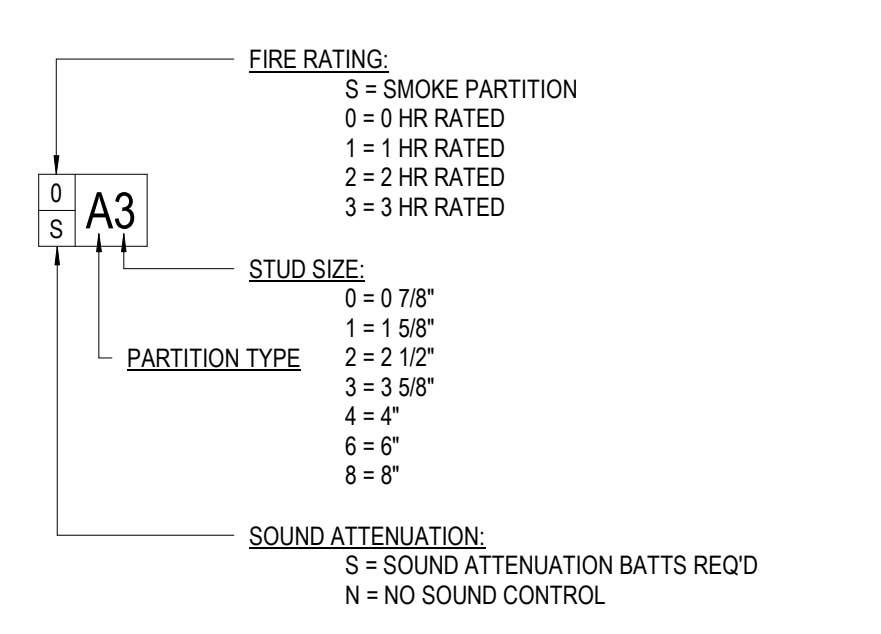 FIRE RATING:
S = SMOKE PARTITION
0 = 0 HR RATED
1 = 1 HR RATED
2 = 2 HR RATED
3 = 3 HR RATED
0
S
A3
STUD SIZE:
0 = 0 7/8"
1 = 1 5/8"
PARTITION TYPE
2 = 2 1/2"
3 = 3 5/8"
4 = 4"
6 = 6"
8 = 8"
SOUND ATTENUATION:
S = SOUND ATTENUATION BATTS REQ'D
N = NO SOUND CONTROL